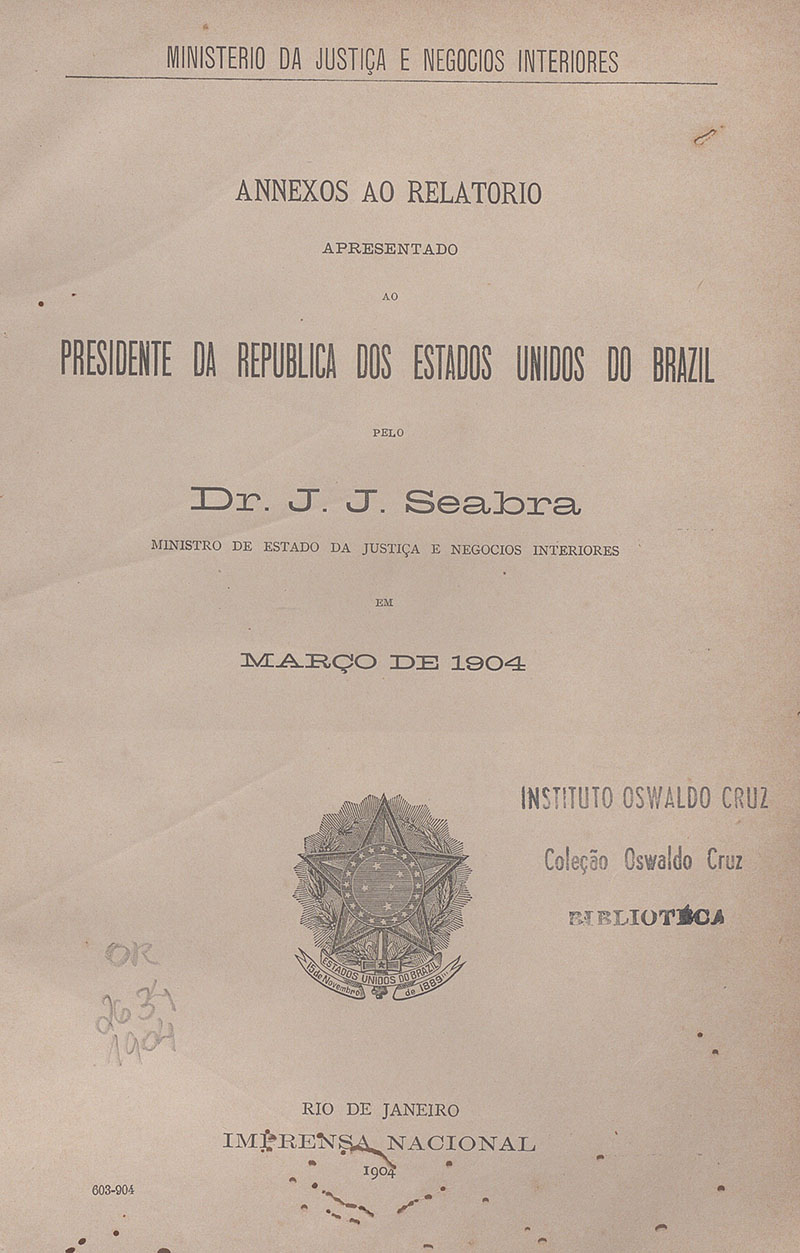 MINISTERIO DA JUSTIÇA E NEGOCIOS INTERIORES
ANNEXOS AO RELATORIO
APRESENTADO
AO
PRESIDENTE DA REPUBLICA DOS ESTADOS UNIDOS DO BRAZIL
PELO
Dr. J. J. Seabra
MINISTRO DE ESTADO DA JUSTIÇA E NEGOCIOS INTERIORES
EM
MARÇO DE 1904
INSTITUTO OSWALDO CRUZ
Coleção Oswaldo Cruz
BIBLIOTÉCA
ESTADOS UNIDOS DO BRAZIL
15 de Novembro de 1889
OR
1904
RIO DE JANEIRO
IMPRENSA NACIONAL
1904
603-904